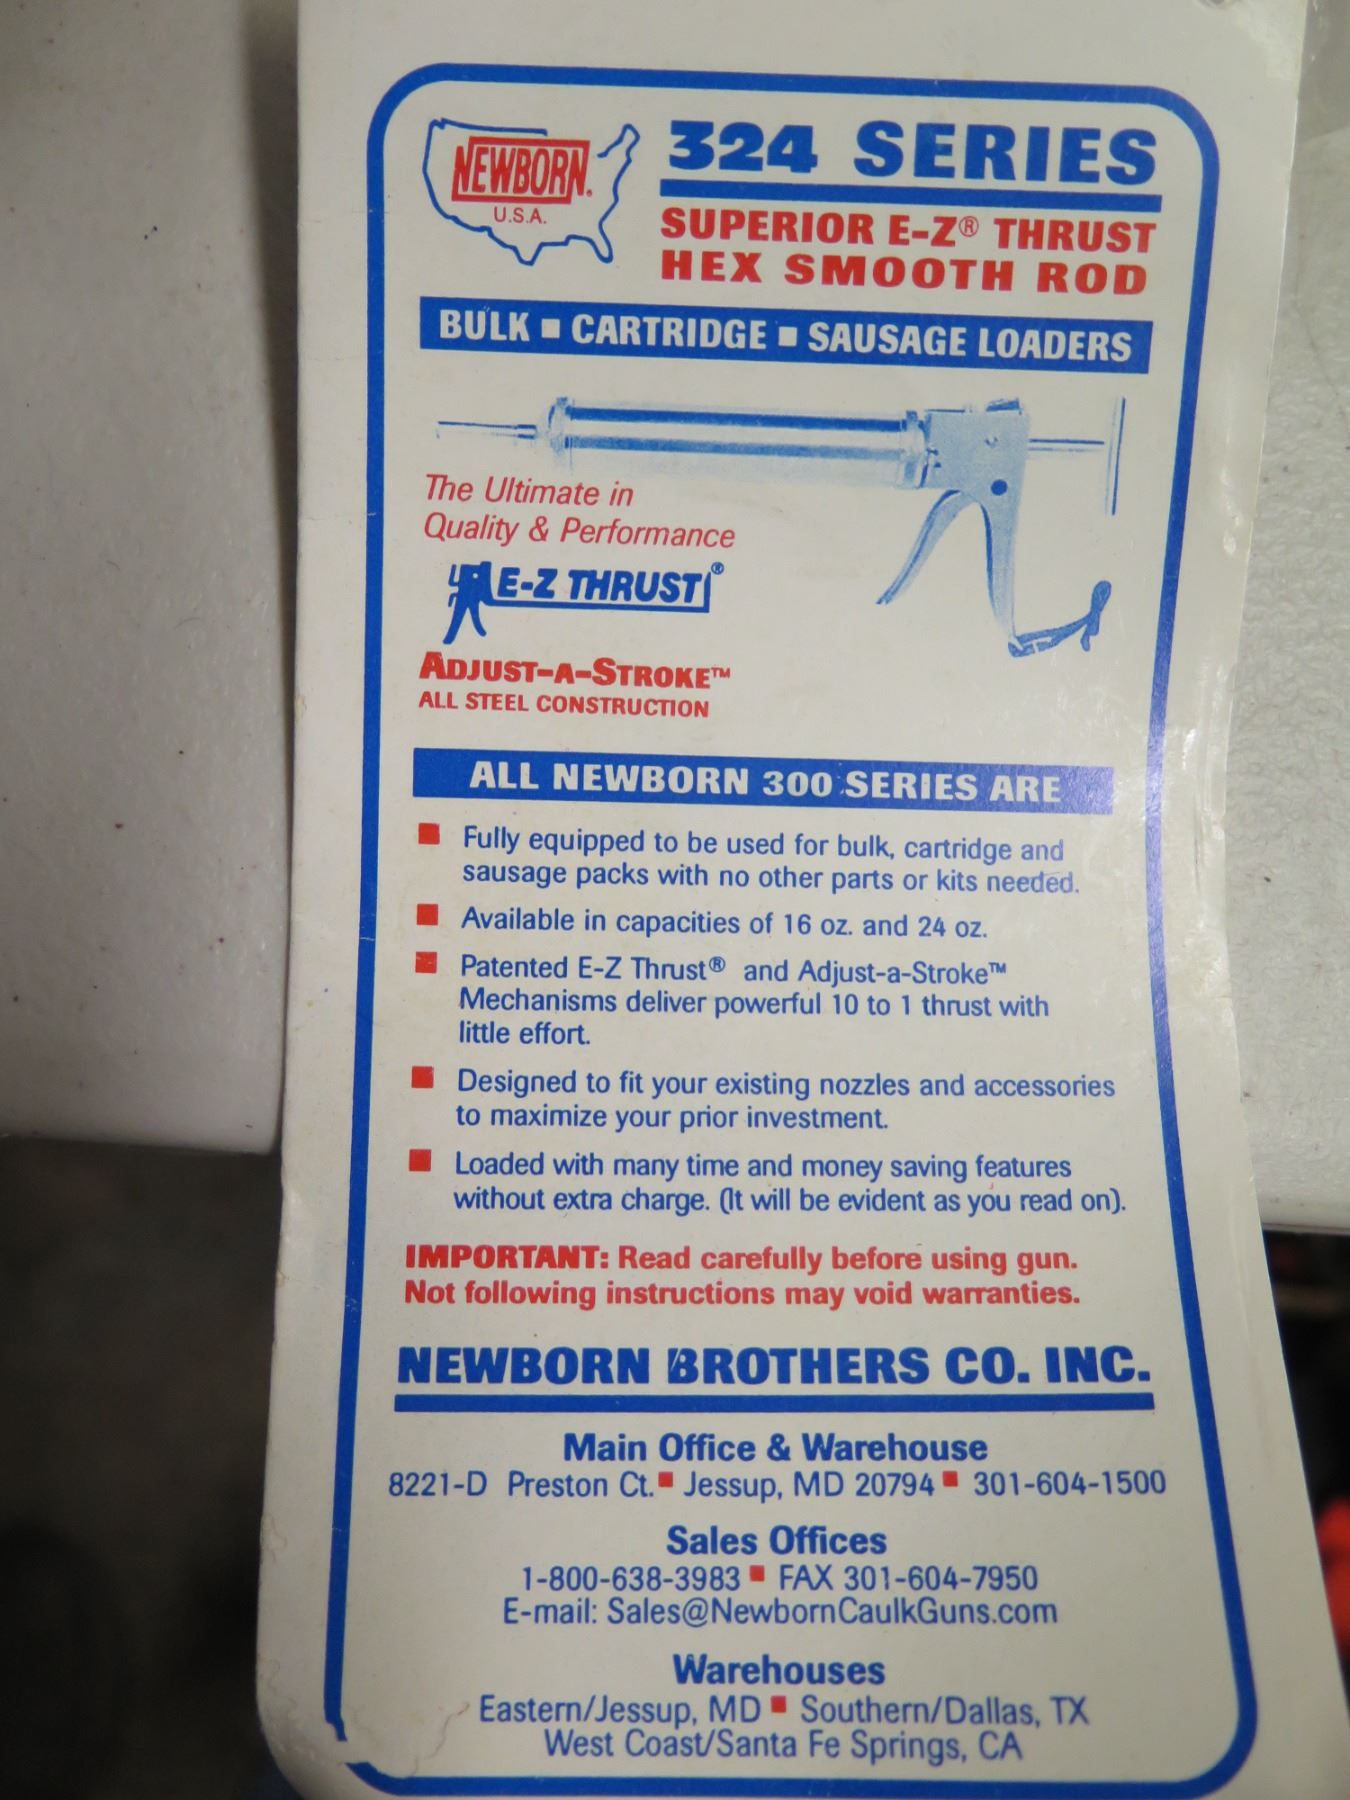 NEWBORN®
U.S.A.
324 SERIES
SUPERIOR E-Z® THRUST
HEX SMOOTH ROD
BULK ■ CARTRIDGE ■ SAUSAGE LOADERS
The Ultimate in
Quality & Performance
E-Z THRUST®
ADJUST-A-STROKE™
ALL STEEL CONSTRUCTION
ALL NEWBORN 300 SERIES ARE
■ Fully equipped to be used for bulk, cartridge and
sausage packs with no other parts or kits needed.
■ Available in capacities of 16 oz. and 24 oz.
■ Patented E-Z Thrust® and Adjust-a-Stroke™
Mechanisms deliver powerful 10 to 1 thrust with
little effort.
■ Designed to fit your existing nozzles and accessories
to maximize your prior investment.
■ Loaded with many time and money saving features
without extra charge. (It will be evident as you read on).
IMPORTANT: Read carefully before using gun.
Not following instructions may void warranties.
NEWBORN BROTHERS CO. INC.
Main Office & Warehouse
8221-D Preston Ct. ■ Jessup, MD 20794 ■ 301-604-1500
Sales Offices
1-800-638-3983 ■ FAX 301-604-7950
E-mail: Sales@NewbornCaulkGuns.com
Warehouses
Eastern/Jessup, MD ■ Southern/Dallas, TX
West Coast/Santa Fe Springs, CA